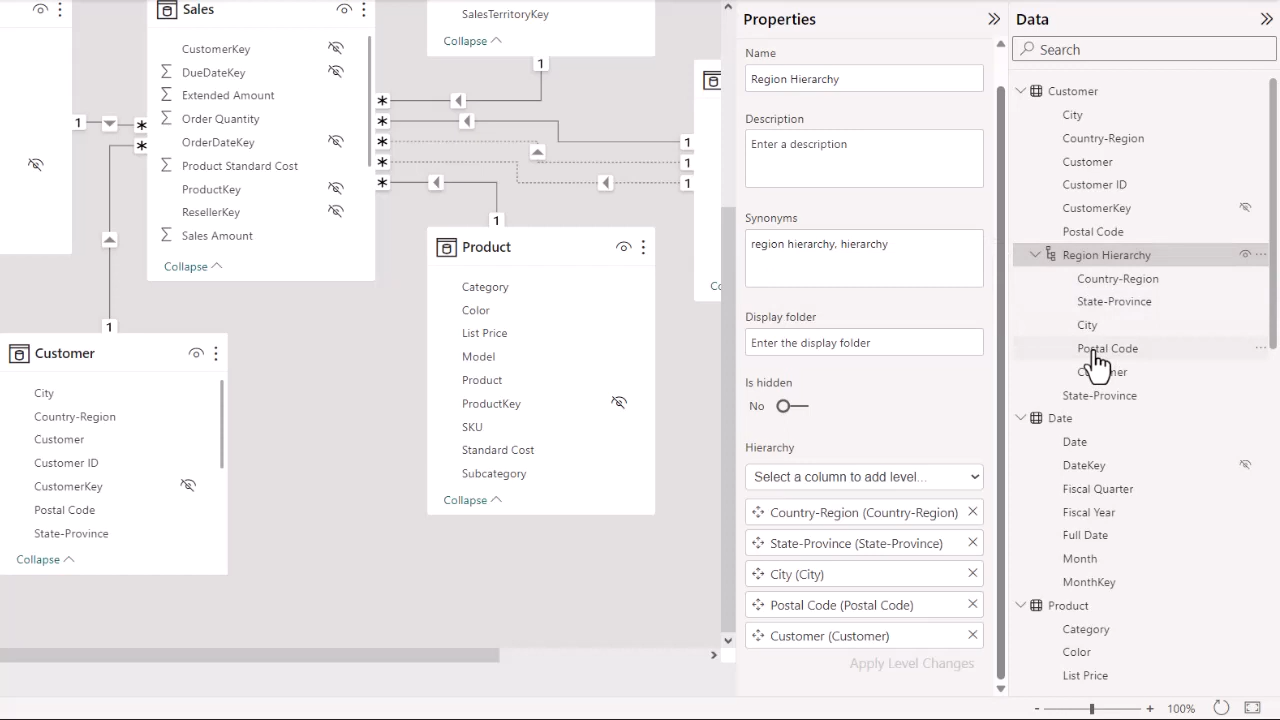 Sales
CustomerKey
DueDateKey
Extended Amount
Order Quantity
OrderDateKey
Product Standard Cost
ProductKey
ResellerKey
Sales Amount
Collapse
SalesTerritoryKey
Collapse
1
*
*
*
*
*
1
1
1
1
1
*
*
1
Customer
City
Country-Region
Customer
Customer ID
CustomerKey
Postal Code
State-Province
Collapse
Product
Category
Color
List Price
Model
Product
ProductKey
SKU
Standard Cost
Subcategory
Collapse
Cc
Properties
Name
Region Hierarchy
Description
Enter a description
Synonyms
region hierarchy, hierarchy
Display folder
Enter the display folder
Is hidden
No
Hierarchy
Select a column to add level...
Country-Region (Country-Region)
State-Province (State-Province)
City (City)
Postal Code (Postal Code)
Customer (Customer)
Apply Level Changes
Data
Search
Customer
City
Country-Region
Customer
Customer ID
CustomerKey
Postal Code
Region Hierarchy
Country-Region
State-Province
City
Postal Code
Customer
State-Province
Date
Date
DateKey
Fiscal Quarter
Fiscal Year
Full Date
Month
MonthKey
Product
Category
Color
List Price
- + 100%